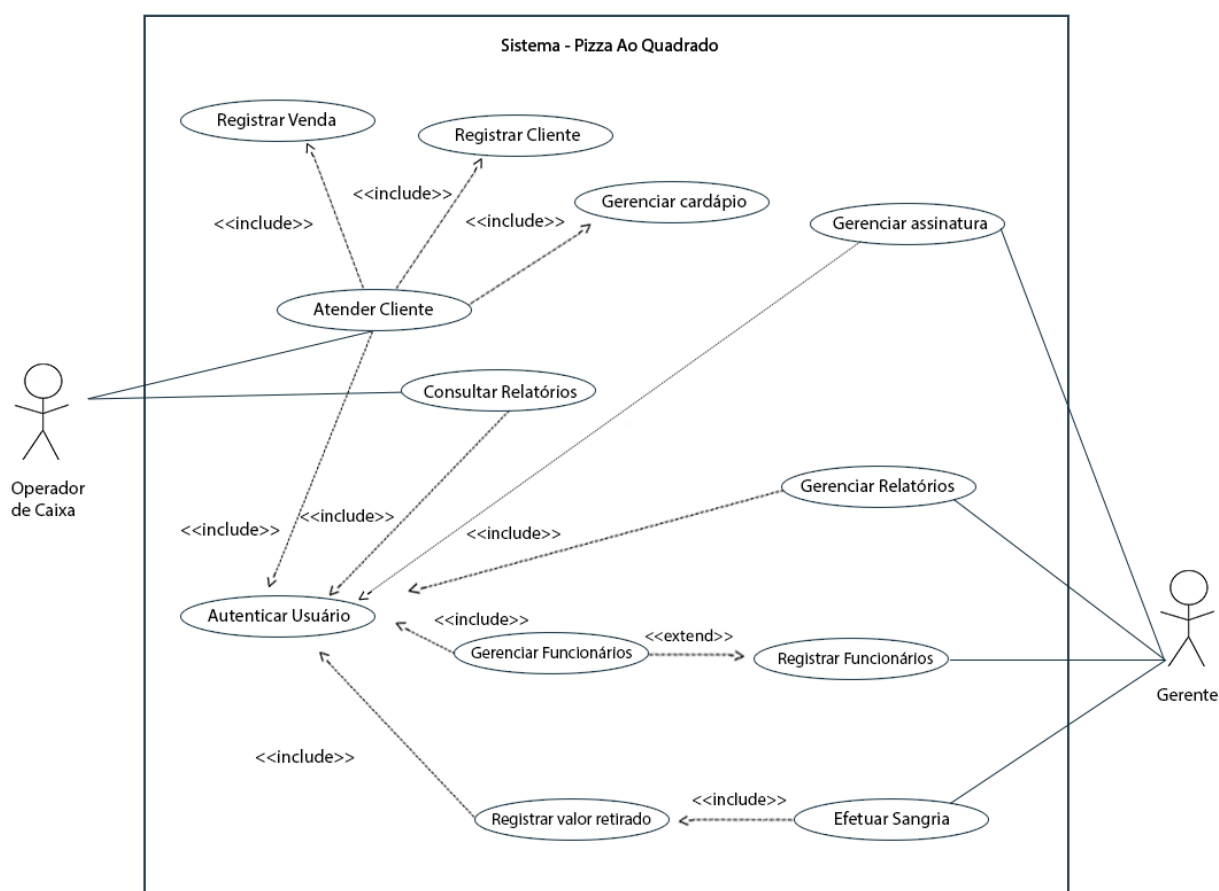 Sistema - Pizza Ao Quadrado
Registrar Venda
Registrar Cliente
<<include>>
Gerenciar cardápio
<<include>>
<<include>>
Gerenciar assinatura
Atender Cliente
Consultar Relatórios
Operador
de Caixa
Gerenciar Relatórios
<<include>>
<<include>>
<<include>>
Autenticar Usuário
<<include>>
Gerenciar Funcionários
<<extend>>
Registrar Funcionários
Gerente
<<include>>
Registrar valor retirado
<<include>>
Efetuar Sangria